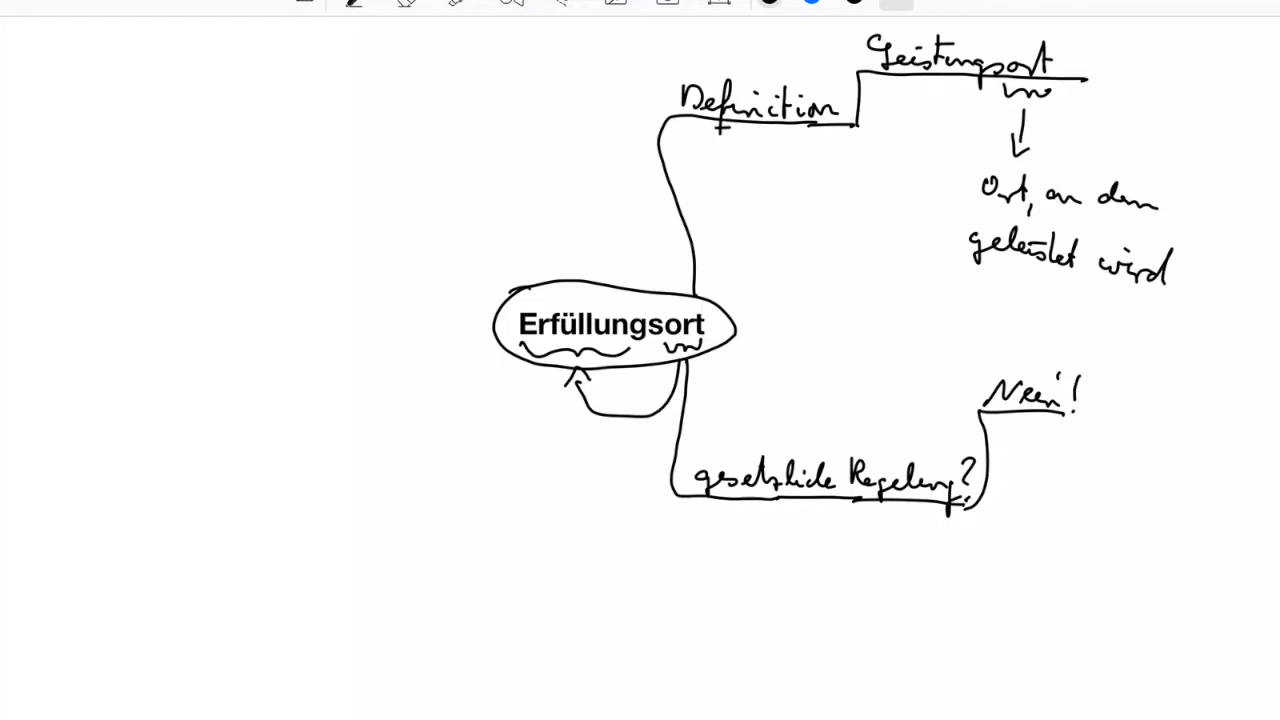 Leistungsort
Definition
Ort, an dem
geleistet wird
Erfüllungsort
Nein!
gesetzliche Regelung?